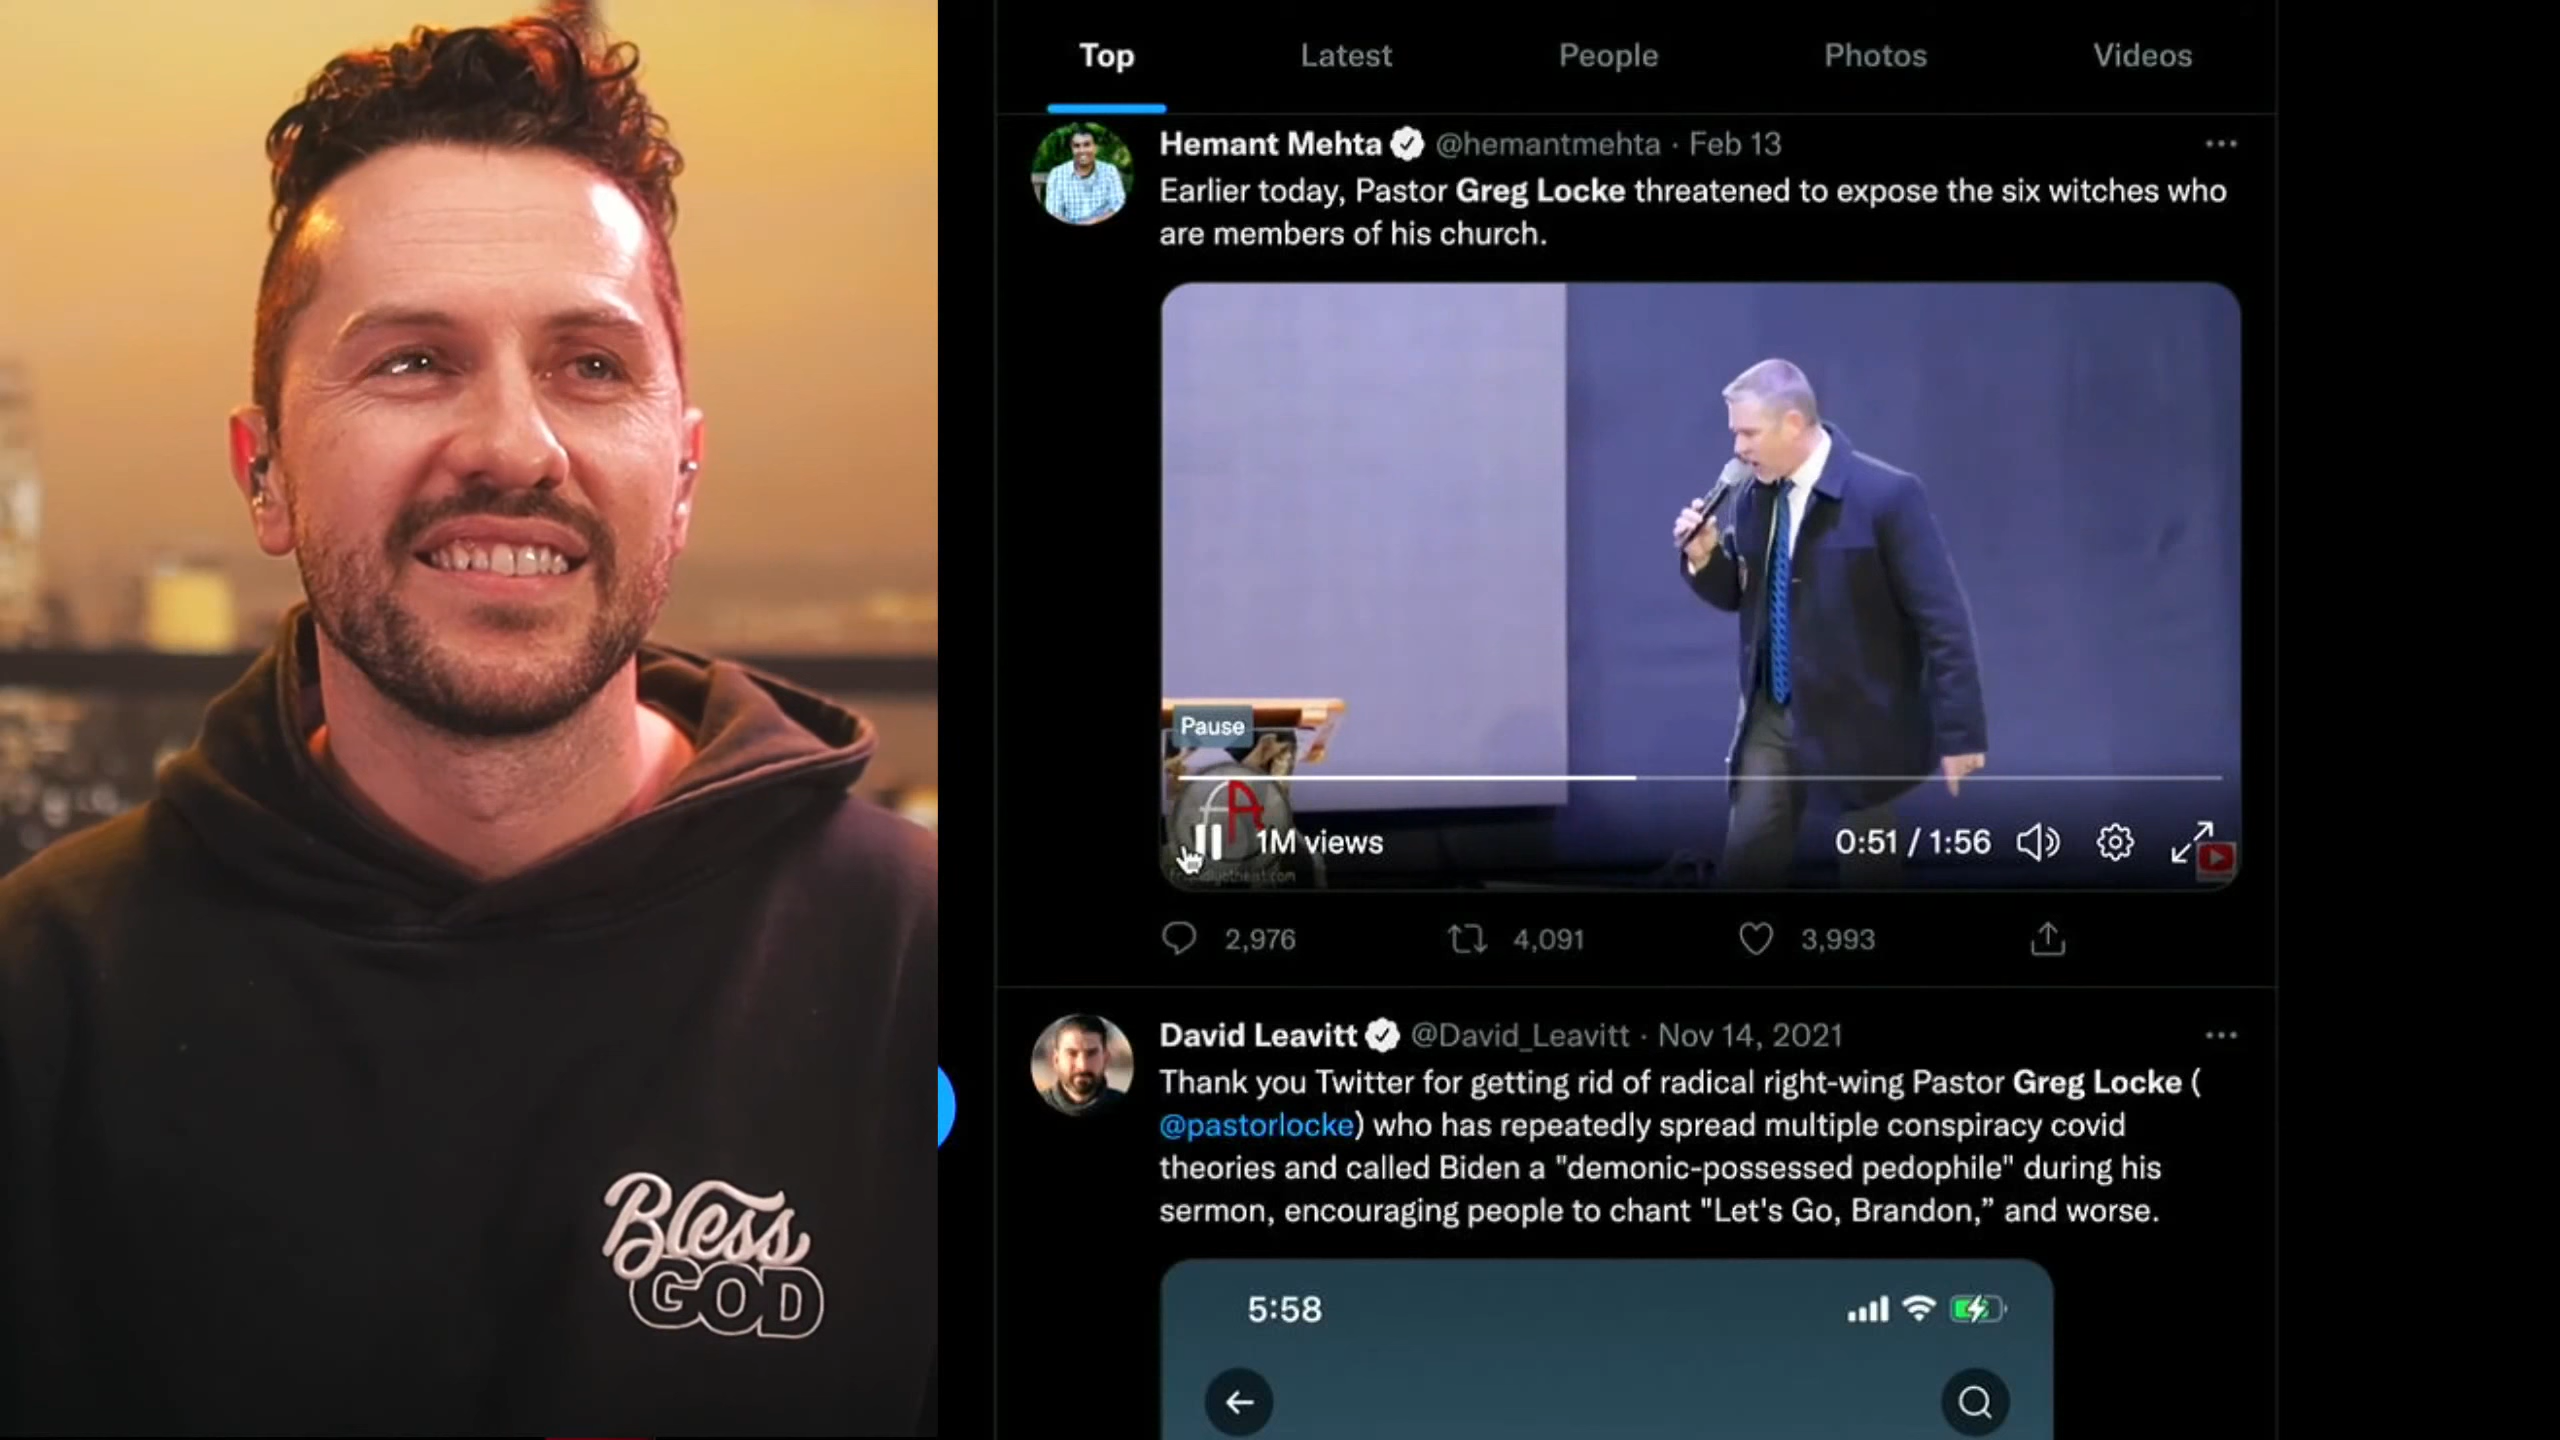 Bless
GOD
Top Latest People Photos Videos
Hemant Mehta @hemantmehta · Feb 13 ...
Earlier today, Pastor Greg Locke threatened to expose the six witches who
are members of his church.
Pause
1M views 0:51 / 1:56
2,976 4,091 3,993
David Leavitt @David_Leavitt · Nov 14, 2021 ...
Thank you Twitter for getting rid of radical right-wing Pastor Greg Locke (
@pastorlocke) who has repeatedly spread multiple conspiracy covid
theories and called Biden a "demonic-possessed pedophile" during his
sermon, encouraging people to chant "Let's Go, Brandon,” and worse.
5:58